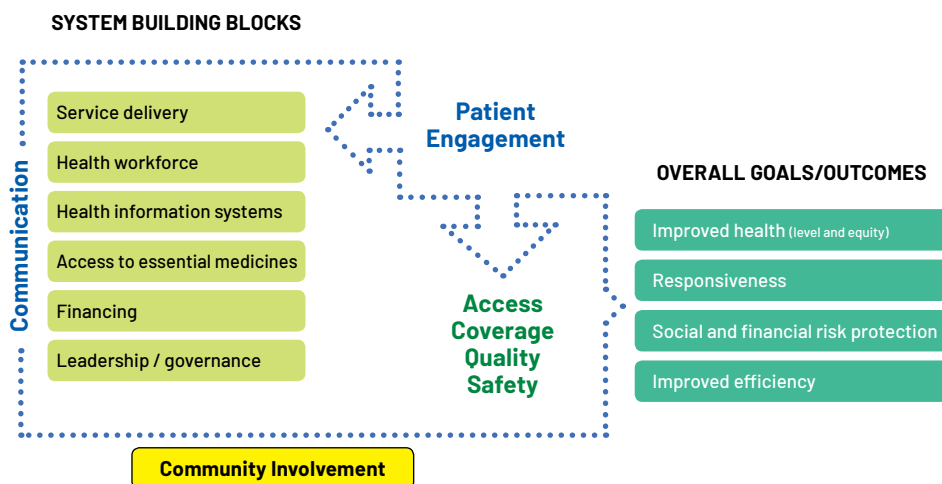 SYSTEM BUILDING BLOCKS
Communication
Service delivery
Health workforce
Health information systems
Access to essential medicines
Financing
Leadership / governance
Patient
Engagement
Access
Coverage
Quality
Safety
OVERALL GOALS/OUTCOMES
Improved health (level and equity)
Responsiveness
Social and financial risk protection
Improved efficiency
Community Involvement